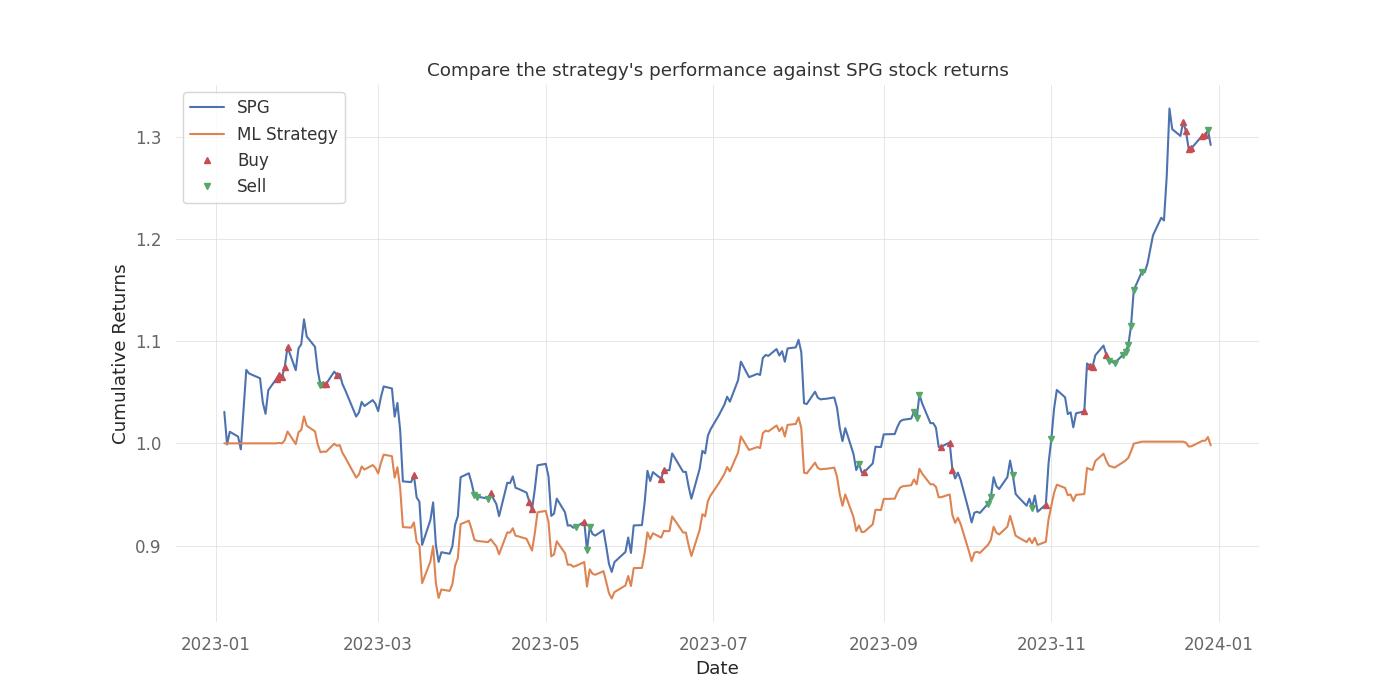 Compare the strategy's performance against SPG stock returns
SPG
ML Strategy
Buy
Sell
1.3
1.2
1.1
1.0
0.9
Cumulative Returns
2023-01
2023-03
2023-05
2023-07
2023-09
2023-11
2024-01
Date